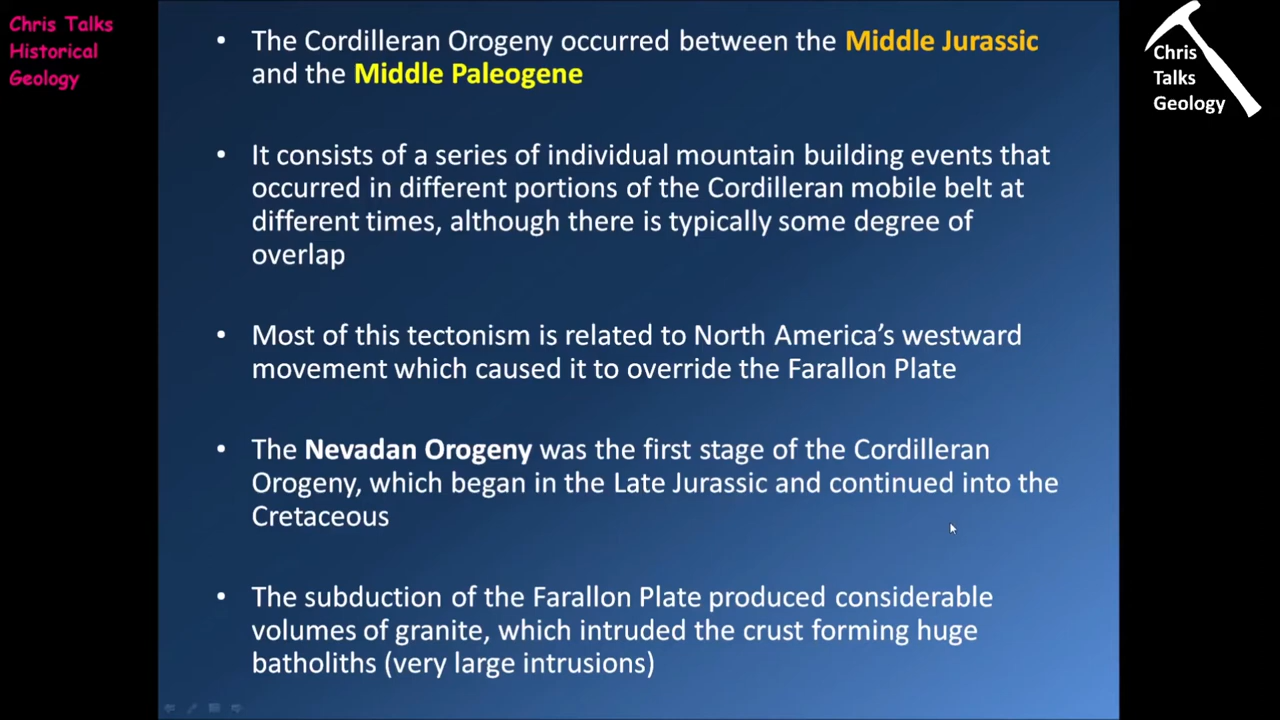 Chris Talks
Historical
Geology
Chris
Talks
Geology
• The Cordilleran Orogeny occurred between the Middle Jurassic
and the Middle Paleogene
• It consists of a series of individual mountain building events that
occurred in different portions of the Cordilleran mobile belt at
different times, although there is typically some degree of
overlap
• Most of this tectonism is related to North America’s westward
movement which caused it to override the Farallon Plate
• The Nevadan Orogeny was the first stage of the Cordilleran
Orogeny, which began in the Late Jurassic and continued into the
Cretaceous
• The subduction of the Farallon Plate produced considerable
volumes of granite, which intruded the crust forming huge
batholiths (very large intrusions)